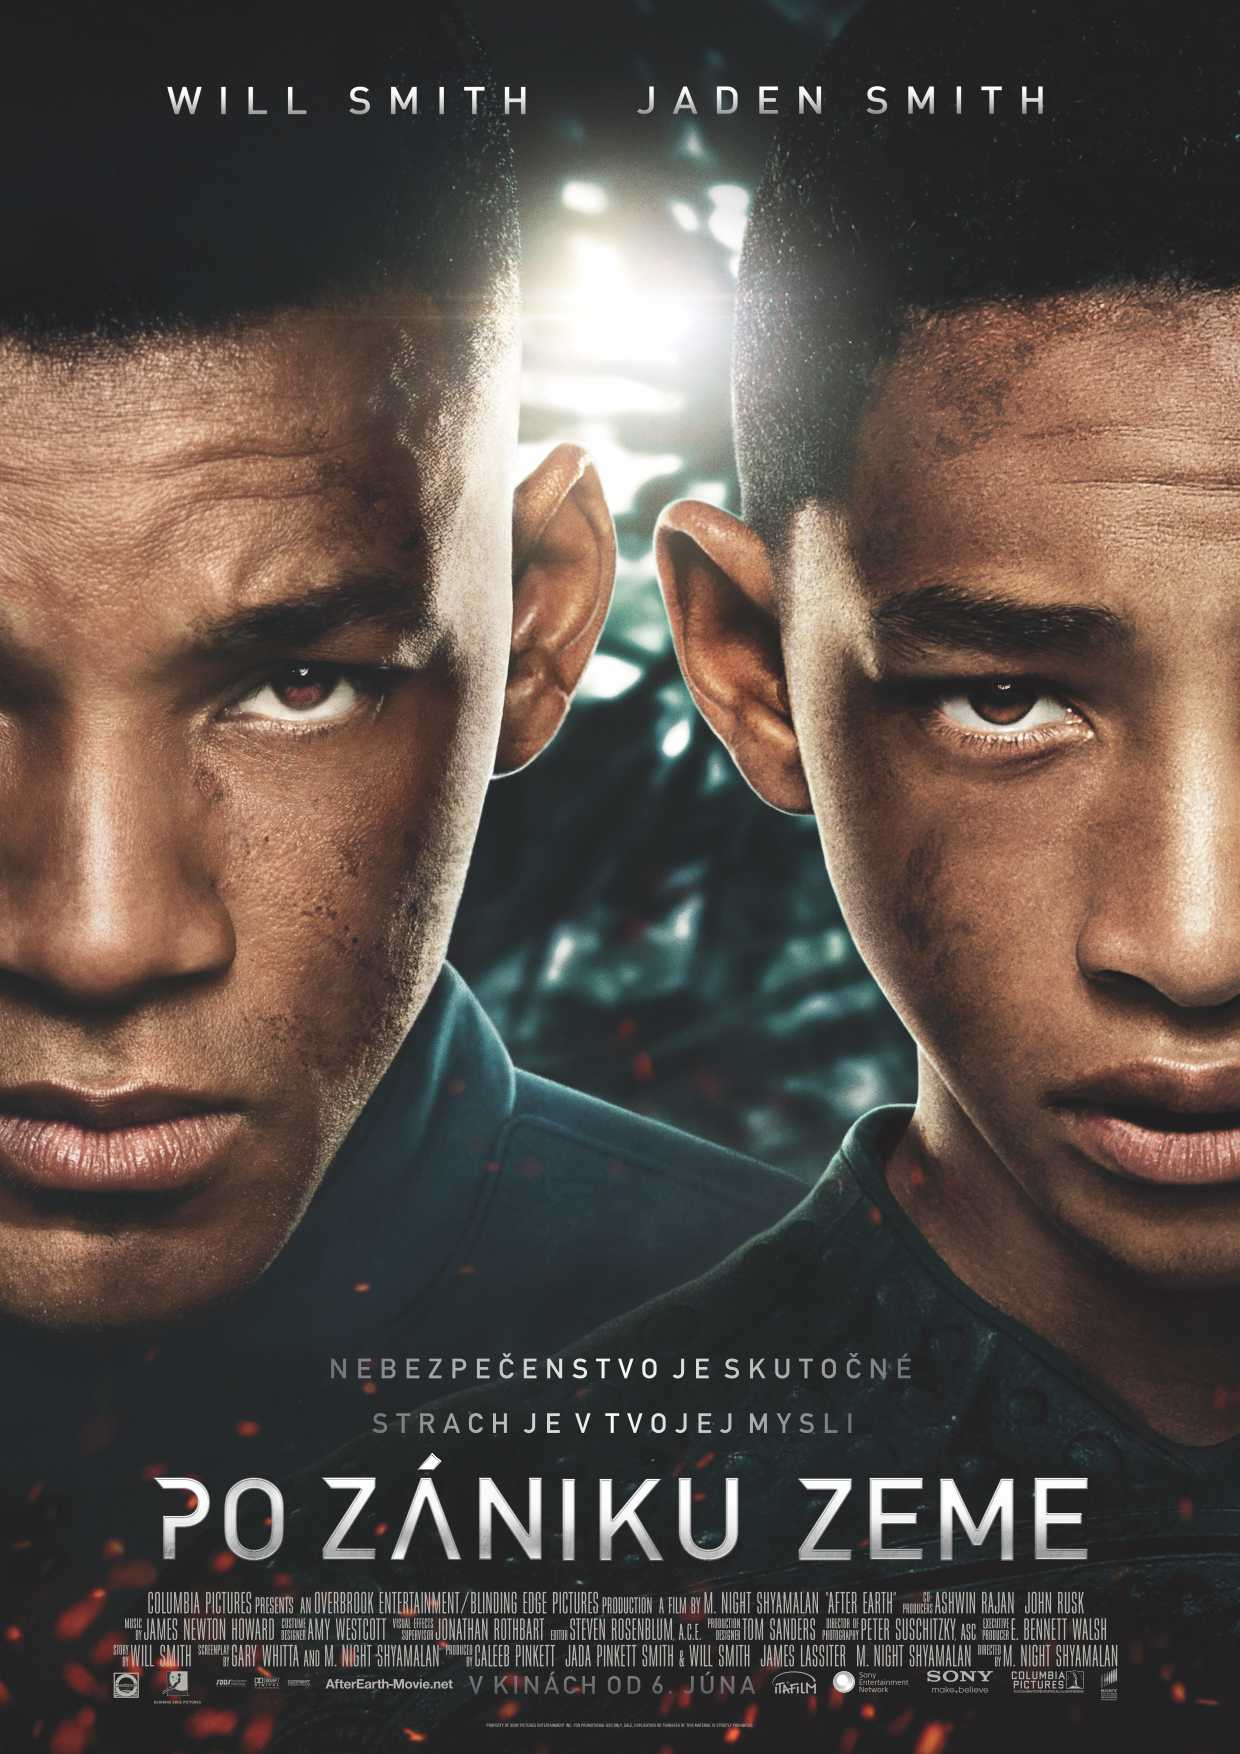 WILL SMITH JADEN SMITH
NEBEZPEČENSTVO JE SKUTOČNÉ
STRACH JE V TVOJEJ MYSLI
PO ZÁNIKU ZEME
COLUMBIA PICTURES PRESENTS AN OVERBROOK ENTERTAINMENT/BLINDING EDGE PICTURES PRODUCTION A FILM BY M. NIGHT SHYAMALAN "AFTER EARTH" CO-PRODUCERS ASHWIN RAJAN JOHN RUSK
MUSIC BY JAMES NEWTON HOWARD COSTUME DESIGNER AMY WESTCOTT VISUAL EFFECTS SUPERVISOR JONATHAN ROTHBART EDITOR STEVEN ROSENBLUM, A.C.E. PRODUCTION DESIGNER TOM SANDERS DIRECTOR OF PHOTOGRAPHY PETER SUSCHITZKY, ASC EXECUTIVE PRODUCER E. BENNETT WALSH
STORY BY WILL SMITH SCREENPLAY BY GARY WHITTA AND M. NIGHT SHYAMALAN PRODUCED BY CALEEB PINKETT JADA PINKETT SMITH & WILL SMITH JAMES LASSITER M. NIGHT SHYAMALAN DIRECTED BY M. NIGHT SHYAMALAN
AfterEarth-Movie.net V KINÁCH OD 6. JÚNA ITAFILM Sony Entertainment Network SONY make.believe COLUMBIA PICTURES